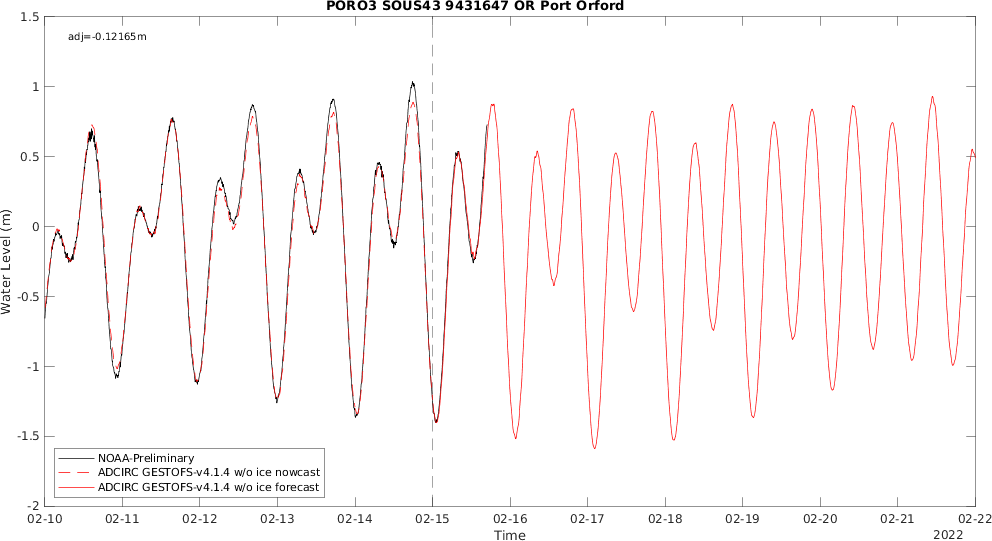 PORO3 SOUS43 9431647 OR Port Orford
adj=-0.12165m
1.5
1
0.5
0
-0.5
-1
-1.5
-2
Water Level (m)
NOAA-Preliminary
ADCIRC GESTOFS-v4.1.4 w/o ice nowcast
ADCIRC GESTOFS-v4.1.4 w/o ice forecast
02-10 02-11 02-12 02-13 02-14 02-15 02-16 02-17 02-18 02-19 02-20 02-21 02-22
Time
2022